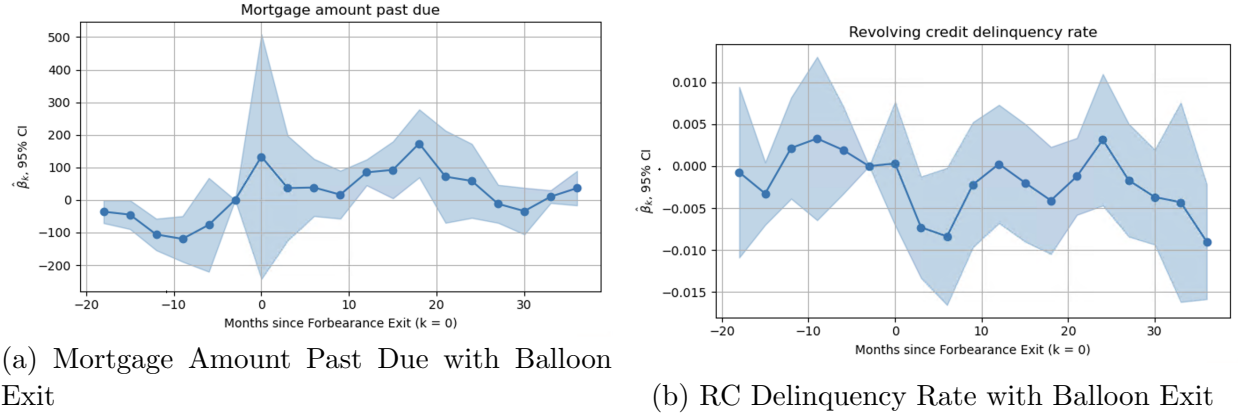 Mortgage amount past due
500
400
300
200
100
0
−100
−200
β̂k, 95% CI
−20 −10 0 10 20 30
Months since Forbearance Exit (k = 0)
(a) Mortgage Amount Past Due with Balloon
Exit
Revolving credit delinquency rate
0.010
0.005
0.000
−0.005
−0.010
−0.015
β̂k, 95% CI
−20 −10 0 10 20 30
Months since Forbearance Exit (k = 0)
(b) RC Delinquency Rate with Balloon Exit